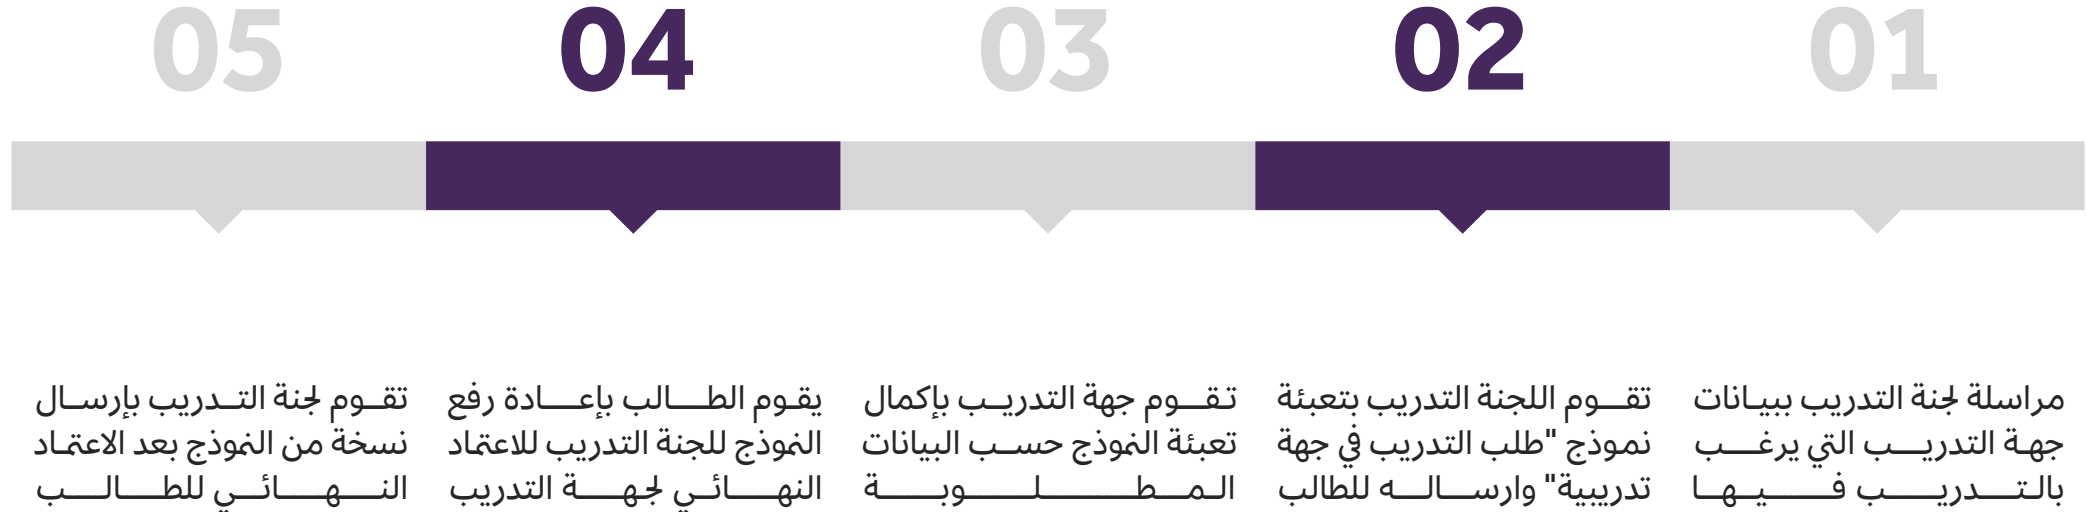 01
مراسلة لجنة التدريب ببيانات
جهة التدريب التي يرغب
بالتدريب فيها
02
تقوم اللجنة التدريب بتعبئة
نموذج "طلب التدريب في جهة
تدريبية" وارساله للطالب
03
تقوم جهة التدريب بإكمال
تعبئة النموذج حسب البيانات
المطلوبة
04
يقوم الطالب بإعادة رفع
النموذج للجنة التدريب للاعتماد
النهائي لجهة التدريب
05
تقوم لجنة التدريب بإرسال
نسخة من النموذج بعد الاعتماد
النهائي للطالب